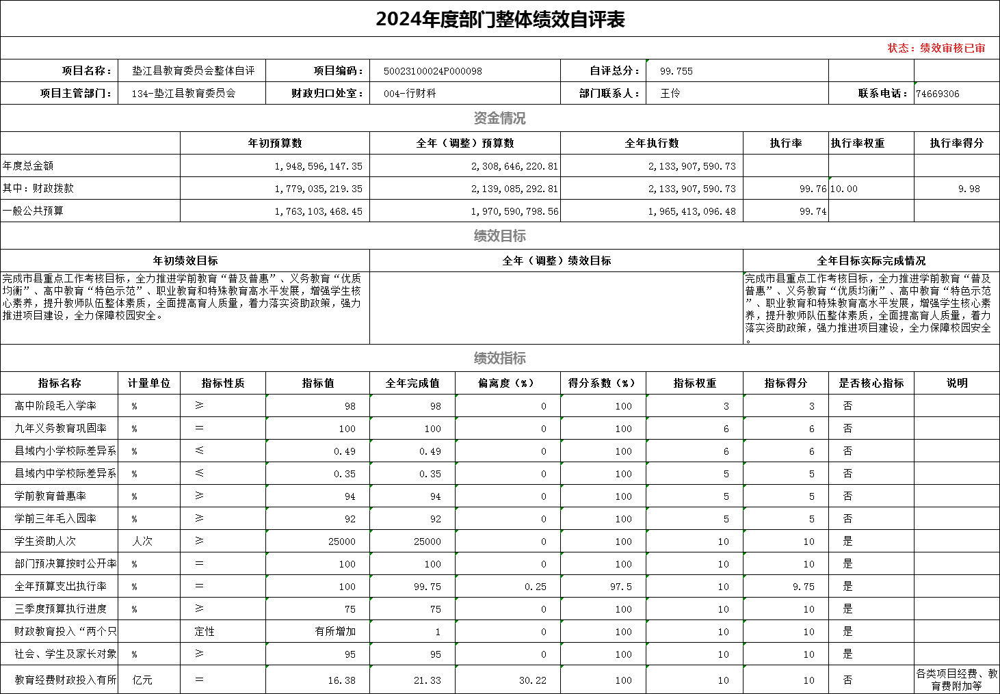 2024年度部门整体绩效自评表
状态：绩效审核已审
项目名称： 垫江县教育委员会整体自评 项目编码： 50023100024P000098 自评总分： 99.755
项目主管部门： 134-垫江县教育委员会 财政归口处室： 004-行财科 部门联系人： 王伶 联系电话： 74669306
资金情况
年初预算数 全年（调整）预算数 全年执行数 执行率 执行率权重 执行率得分
年度总金额 1,948,596,147.35 2,308,646,220.81 2,133,907,590.73
其中：财政拨款 1,779,035,219.35 2,139,085,292.81 2,133,907,590.73 99.76 10.00 9.98
一般公共预算 1,763,103,468.45 1,970,590,798.56 1,965,413,096.48 99.74
绩效目标
年初绩效目标 全年（调整）绩效目标 全年目标实际完成情况
完成市县重点工作考核目标，全力推进学前教育“普及普惠”、义务教育“优质
均衡”、高中教育“特色示范”、职业教育和特殊教育高水平发展，增强学生核
心素养，提升教师队伍整体素质，全面提高育人质量，着力落实资助政策，强力
推进项目建设，全力保障校园安全。
完成市县重点工作考核目标，全力推进学前教育“普及
普惠”、义务教育“优质均衡”、高中教育“特色示范
”、职业教育和特殊教育高水平发展，增强学生核心素
养，提升教师队伍整体素质，全面提高育人质量，着力
落实资助政策，强力推进项目建设，全力保障校园安全
。
绩效指标
指标名称 计量单位 指标性质 指标值 全年完成值 偏离度（%） 得分系数（%） 指标权重 指标得分 是否核心指标 说明
高中阶段毛入学率 % ≥ 98 98 0 100 3 3 否
九年义务教育巩固率 % ＝ 100 100 0 100 6 6 否
县域内小学校际差异系 % ≤ 0.49 0.49 0 100 6 6 否
县域内中学校际差异系 % ≤ 0.35 0.35 0 100 5 5 否
学前教育普惠率 % ≥ 94 94 0 100 5 5 否
学前三年毛入园率 % ≥ 92 92 0 100 5 5 否
学生资助人次 人次 ≥ 25000 25000 0 100 10 10 是
部门预决算按时公开率 % ＝ 100 100 0 100 10 10 是
全年预算支出执行率 % ＝ 100 99.75 0.25 97.5 10 9.75 是
三季度预算执行进度 % ≥ 75 75 0 100 10 10 是
财政教育投入“两个只 定性 有所增加 1 0 100 10 10 是
社会、学生及家长对象 % ≥ 95 95 0 100 10 10 是
教育经费财政投入有所 亿元 ＝ 16.38 21.33 30.22 100 10 10 否 各类项目经费、教
育费附加等